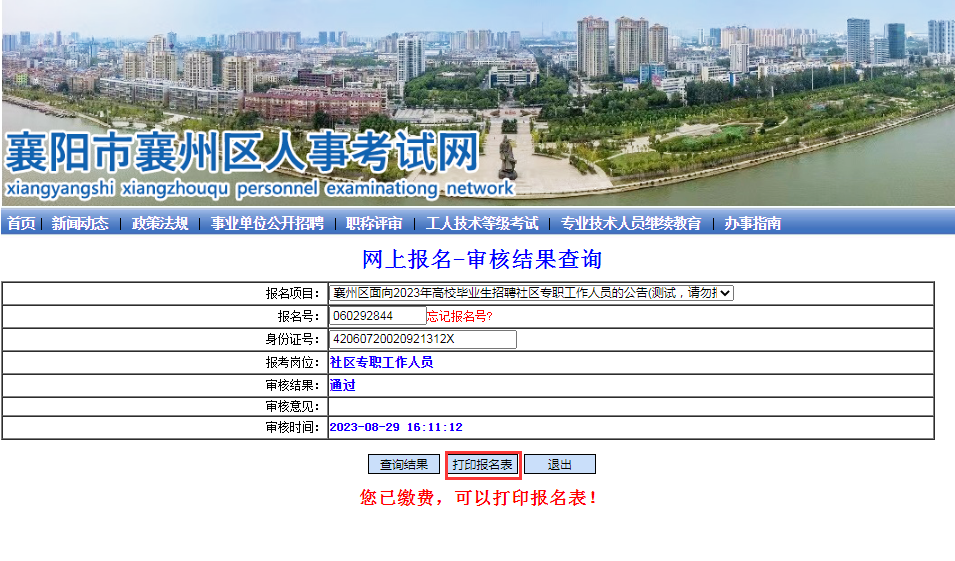 襄阳市襄州区人事考试网
xiangyangshi xiangzhouqu personnel examinationg network
首页 | 新闻动态 | 政策法规 | 事业单位公开招聘 | 职称评审 | 工人技术等级考试 | 专业技术人员继续教育 | 办事指南
网上报名-审核结果查询
报名项目： 襄州区面向2023年高校毕业生招聘社区专职工作人员的公告(测试，请勿
报名号： 060292844 忘记报名号?
身份证号： 42060720020921312X
报考岗位： 社区专职工作人员
审核结果： 通过
审核意见：
审核时间： 2023-08-29 16:11:12
查询结果 打印报名表 退出
您已缴费，可以打印报名表！